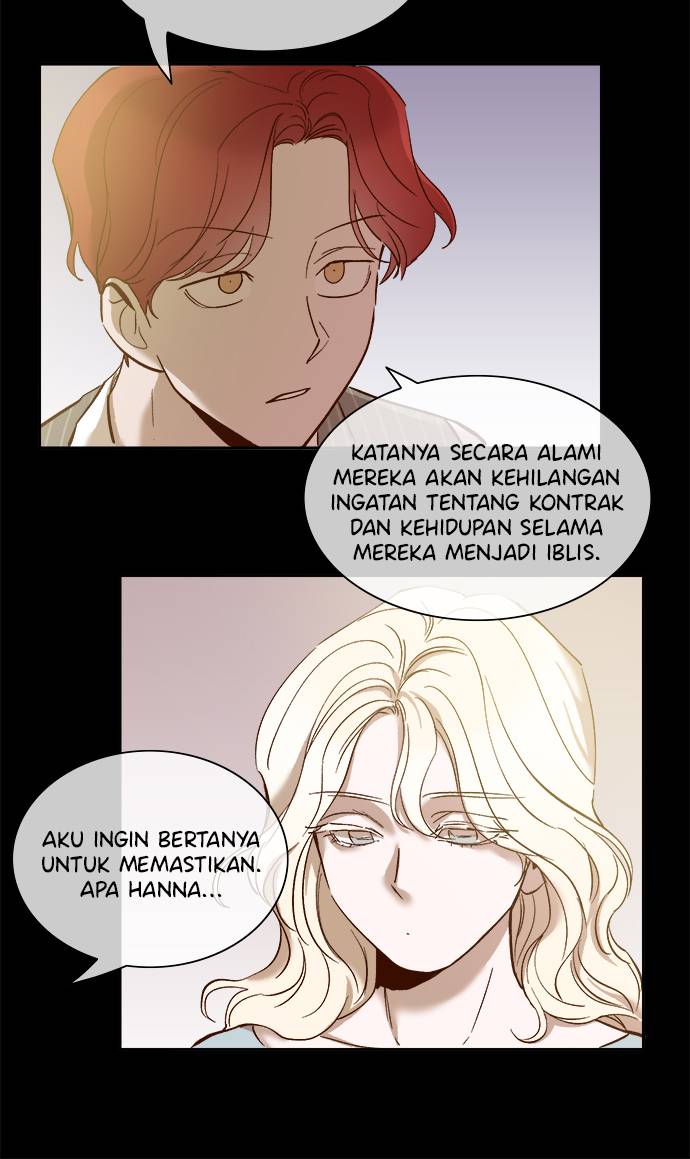 KATANYA SECARA ALAMI
MEREKA AKAN KEHILANGAN
INGATAN TENTANG KONTRAK
DAN KEHIDUPAN SELAMA
MEREKA MENJADI IBLIS.
AKU INGIN BERTANYA
UNTUK MEMASTIKAN.
APA HANNA...